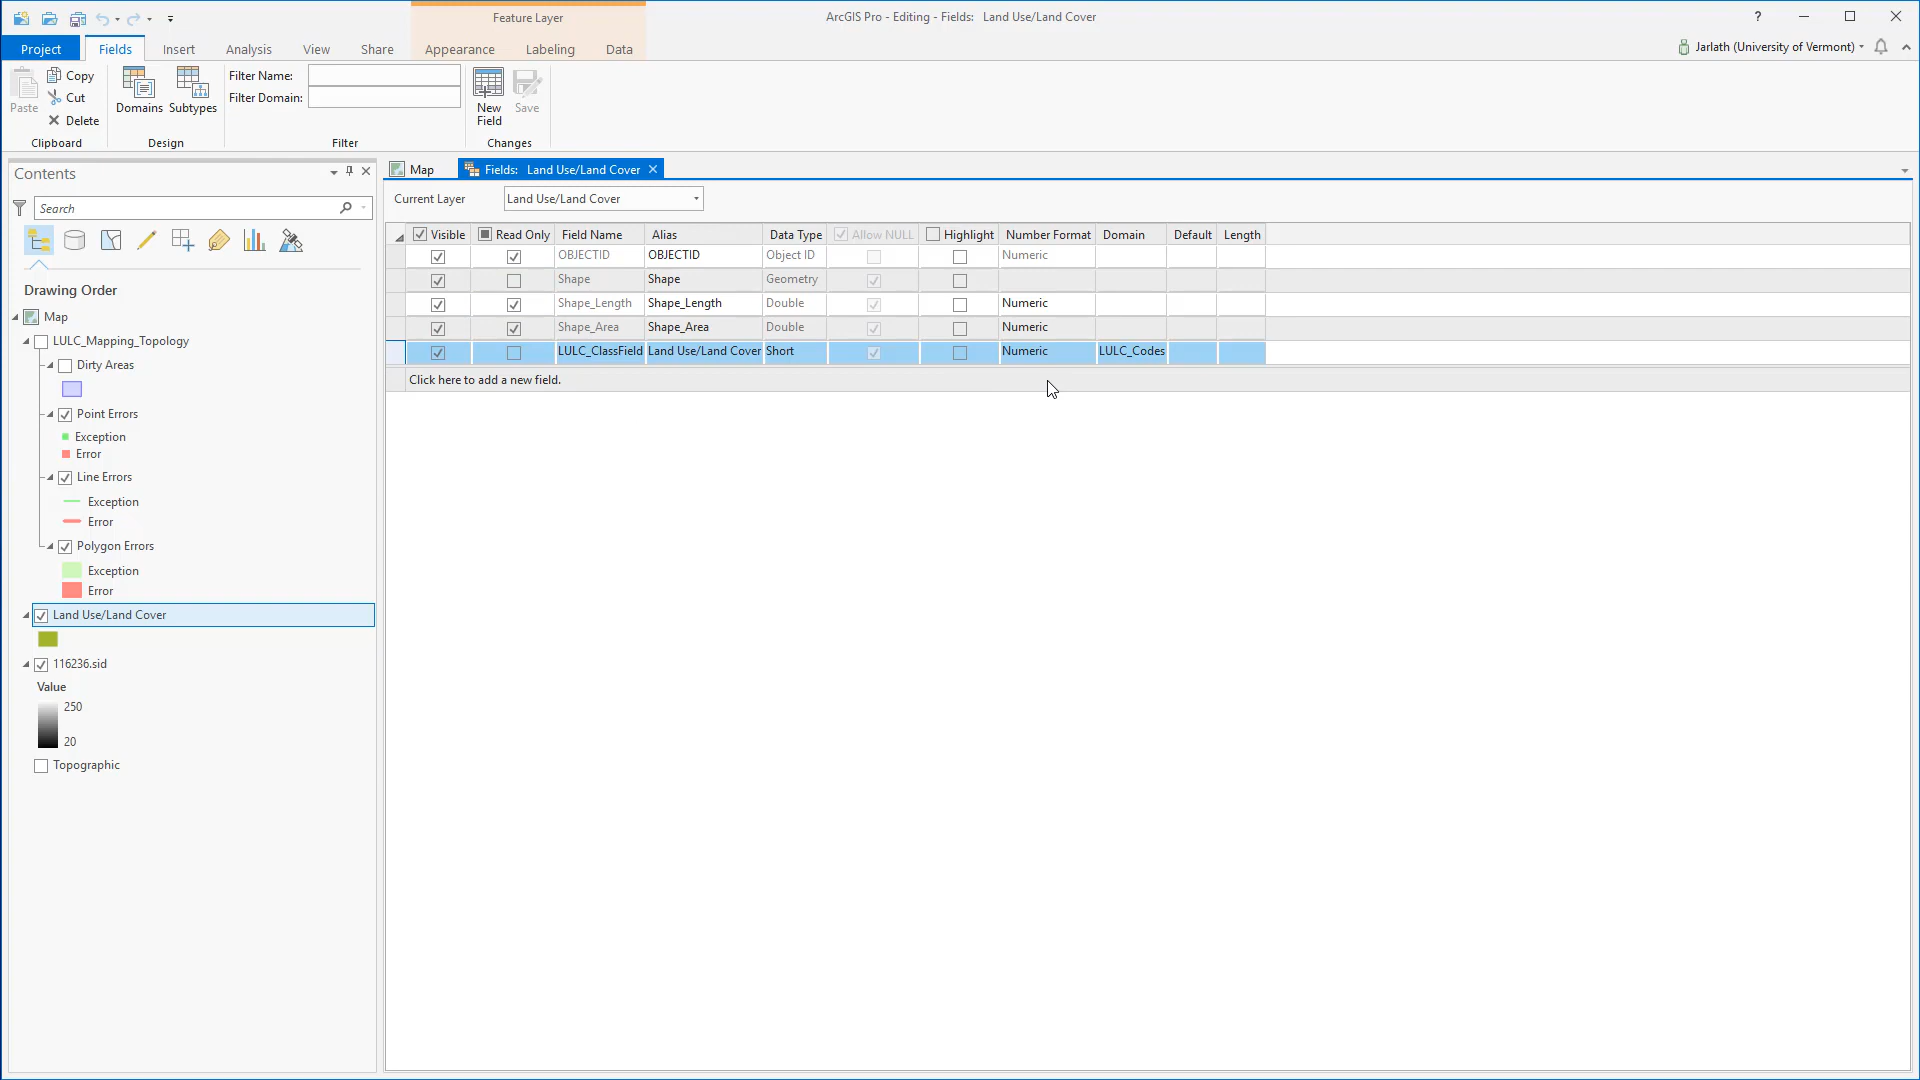 Feature Layer
ArcGIS Pro - Editing - Fields: Land Use/Land Cover
?
Project
Fields
Insert
Analysis
View
Share
Appearance
Labeling
Data
Jarlath (University of Vermont)
Paste
Copy
Cut
Delete
Clipboard
Domains
Subtypes
Design
Filter Name:
Filter Domain:
Filter
New Field
Save
Changes
Contents
Search
Drawing Order
Map
LULC_Mapping_Topology
Dirty Areas
Point Errors
Exception
Error
Line Errors
Exception
Error
Polygon Errors
Exception
Error
Land Use/Land Cover
116236.sid
Value
250
20
Topographic
Map
Fields: Land Use/Land Cover
Current Layer Land Use/Land Cover
Visible Read Only Field Name Alias Data Type Allow NULL Highlight Number Format Domain Default Length
OBJECTID OBJECTID Object ID Numeric
Shape Shape Geometry
Shape_Length Shape_Length Double Numeric
Shape_Area Shape_Area Double Numeric
LULC_ClassField Land Use/Land Cover Short Numeric LULC_Codes
Click here to add a new field.